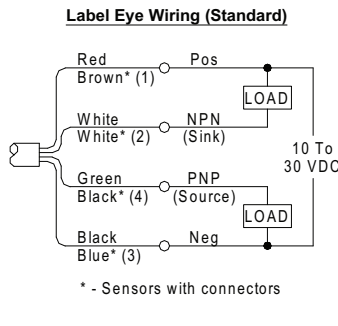 Label Eye Wiring (Standard)
Red Pos
Brown* (1)
LOAD
White NPN
White* (2) (Sink)
10 To
30 VDC
Green PNP
Black* (4) (Source)
LOAD
Black Neg
Blue* (3)
* - Sensors with connectors